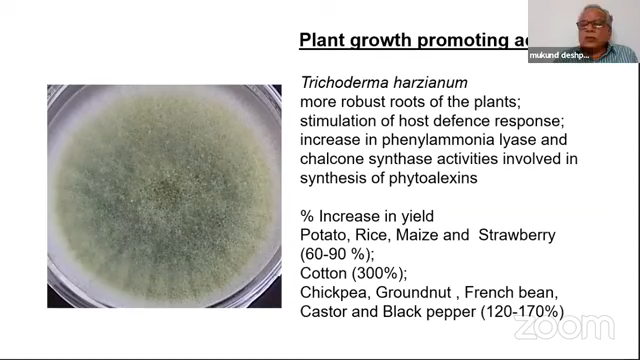 Plant growth promoting ac
mukund deshp...
Trichoderma harzianum
more robust roots of the plants;
stimulation of host defence response;
increase in phenylammonia lyase and
chalcone synthase activities involved in
synthesis of phytoalexins
% Increase in yield
Potato, Rice, Maize and Strawberry
(60-90 %);
Cotton (300%);
Chickpea, Groundnut , French bean,
Castor and Black pepper (120-170%)
zoom